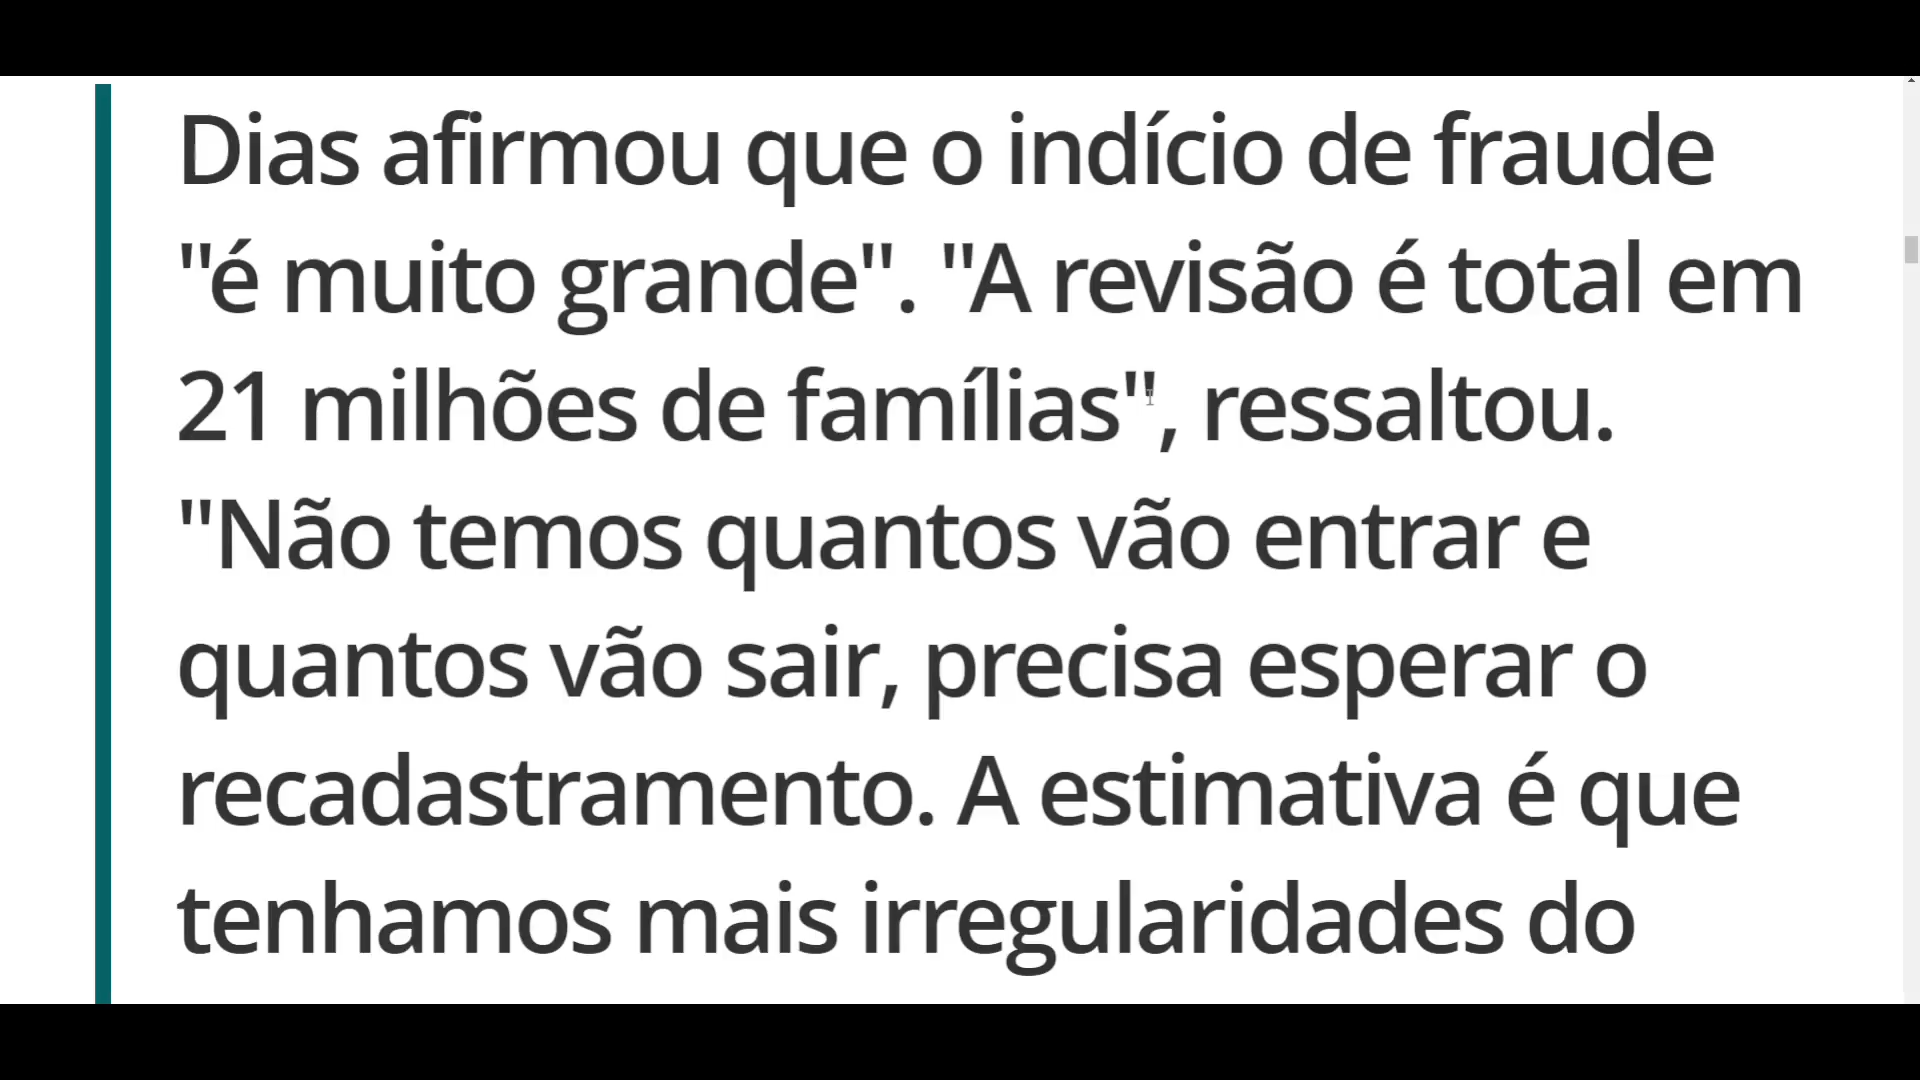 Dias afirmou que o indício de fraude
"é muito grande". "A revisão é total em
21 milhões de famílias", ressaltou.
"Não temos quantos vão entrar e
quantos vão sair, precisa esperar o
recadastramento. A estimativa é que
tenhamos mais irregularidades do